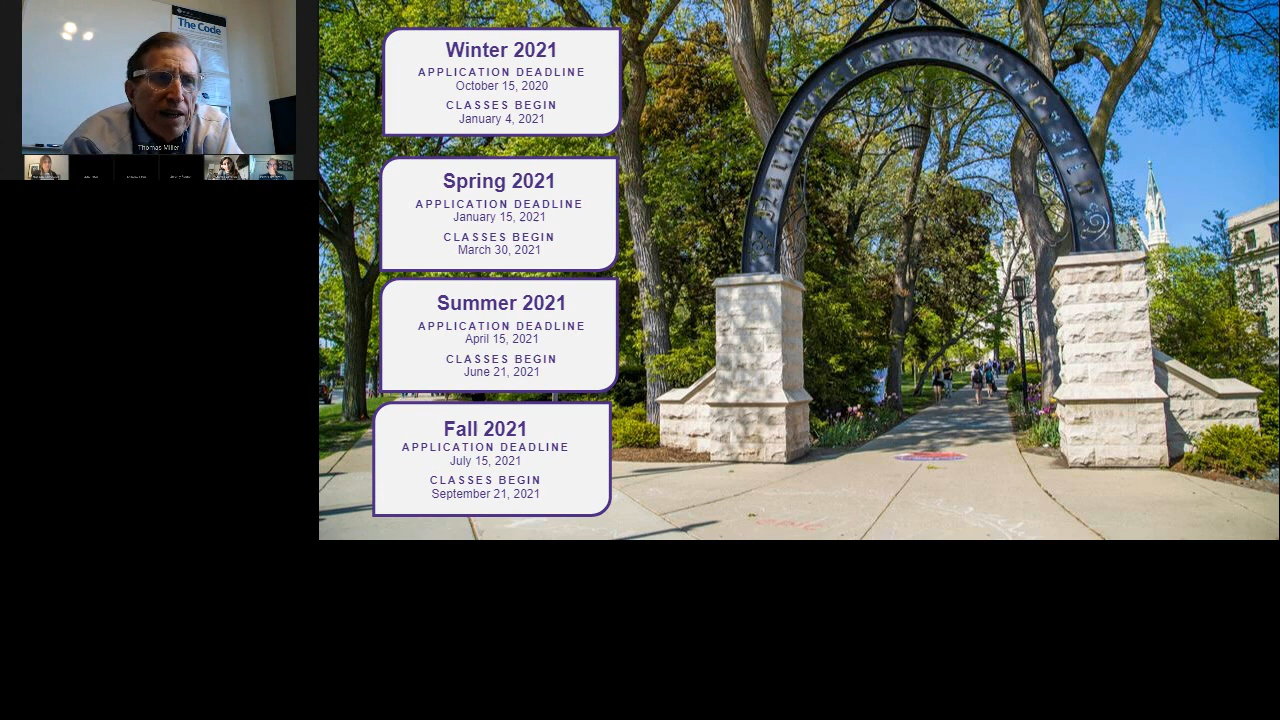 The Code
Thomas Miller
Winter 2021
APPLICATION DEADLINE
October 15, 2020
CLASSES BEGIN
January 4, 2021
Spring 2021
APPLICATION DEADLINE
January 15, 2021
CLASSES BEGIN
March 30, 2021
Summer 2021
APPLICATION DEADLINE
April 15, 2021
CLASSES BEGIN
June 21, 2021
Fall 2021
APPLICATION DEADLINE
July 15, 2021
CLASSES BEGIN
September 21, 2021